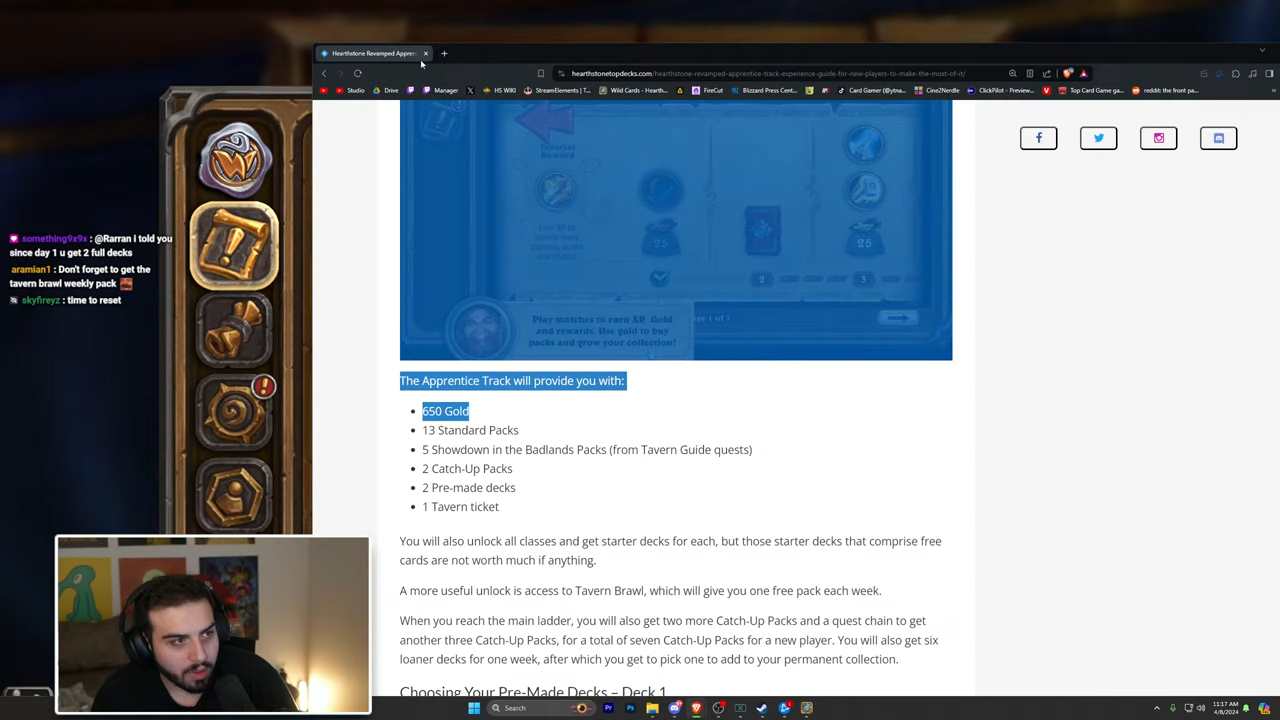 Hearthstone Revamped Appren
hearthstonetopdecks.com/hearthstone-revamped-apprentice-track-experience-guide-for-new-players-to-make-the-most-of-it/
Studio
Drive
Manager
HS WIKI
StreamElements | T...
Wild Cards - Hearth...
FireCut
Blizzard Press Cent...
Card Gamer (@ytna...
Cine2Nerdle
ClickPilot - Preview...
Top Card Game ga...
reddit: the front pa...
Tutorial
Reward
25
25
2
3
Play matches to earn XP, Gold
and rewards. Use gold to buy
packs and grow your collection!
age 1 of 7
something9x9x : @Rarran i told you
since day 1 u get 2 full decks
aramian1 : Don't forget to get the
tavern brawl weekly pack
skyfireyz : time to reset
The Apprentice Track will provide you with:
650 Gold
13 Standard Packs
5 Showdown in the Badlands Packs (from Tavern Guide quests)
2 Catch-Up Packs
2 Pre-made decks
1 Tavern ticket
You will also unlock all classes and get starter decks for each, but those starter decks that comprise free
cards are not worth much if anything.
A more useful unlock is access to Tavern Brawl, which will give you one free pack each week.
When you reach the main ladder, you will also get two more Catch-Up Packs and a quest chain to get
another three Catch-Up Packs, for a total of seven Catch-Up Packs for a new player. You will also get six
loaner decks for one week, after which you get to pick one to add to your permanent collection.
Choosing Your Pre-Made Decks – Deck 1
Search
11:17 AM
4/8/2024